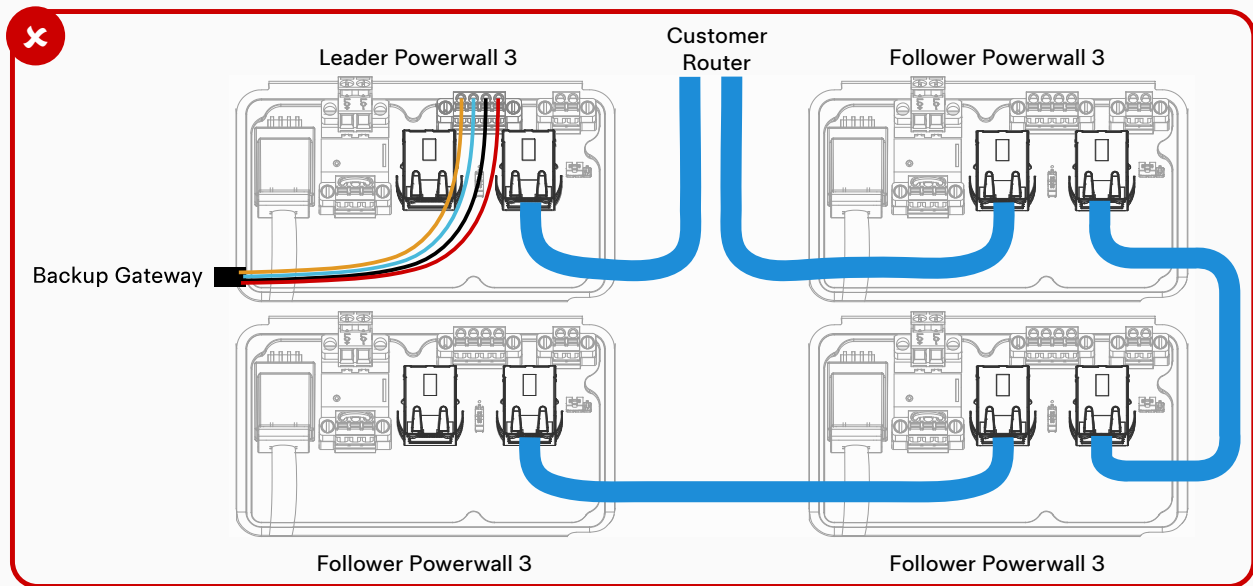 Leader Powerwall 3
Customer
Router
Follower Powerwall 3
Backup Gateway
Follower Powerwall 3
Follower Powerwall 3